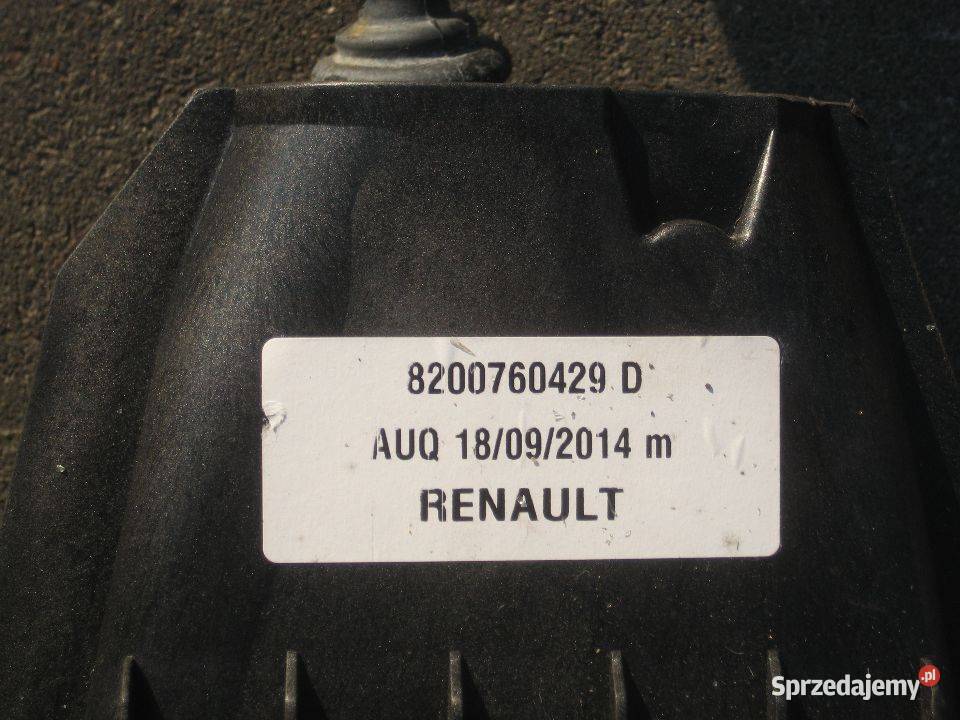 8200760429 D
AUQ 18/09/2014 m
RENAULT
Sprzedajemy.pl